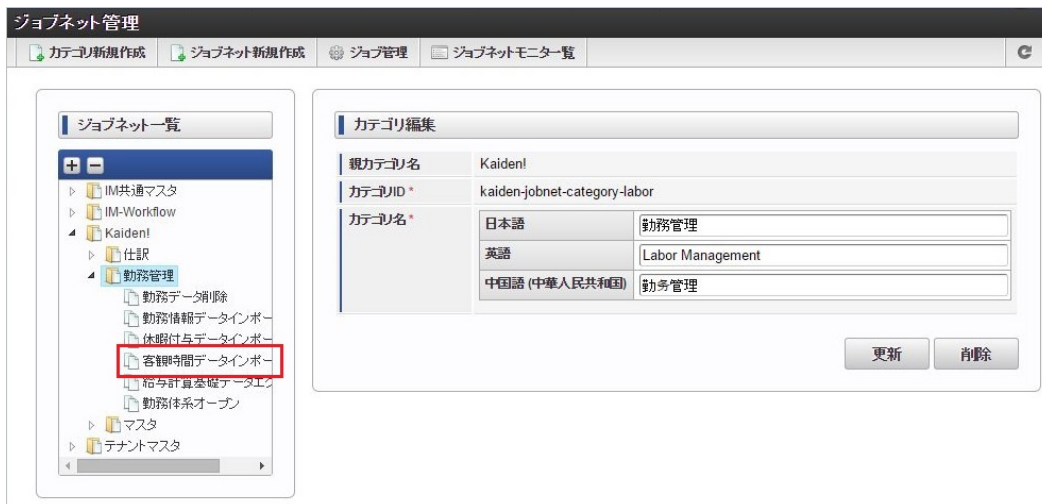 ジョブネット管理
カテゴリ新規作成 ジョブネット新規作成 ジョブ管理 ジョブネットモニター覧
ジョブネット一覧
IM共通マスタ
IM-Workflow
Kaiden!
仕訳
勤務管理
勤務データ削除
勤務情報データインポー
休暇付与データインポー
客観時間データインポー
給与計算基礎データエク
勤務体系オープン
マスタ
テナントマスタ
カテゴリ編集
親カテゴリ名 Kaiden!
カテゴリID * kaiden-jobnet-category-labor
カテゴリ名 *
日本語 勤務管理
英語 Labor Management
中国語 (中華人民共和国) 勤务管理
更新 削除